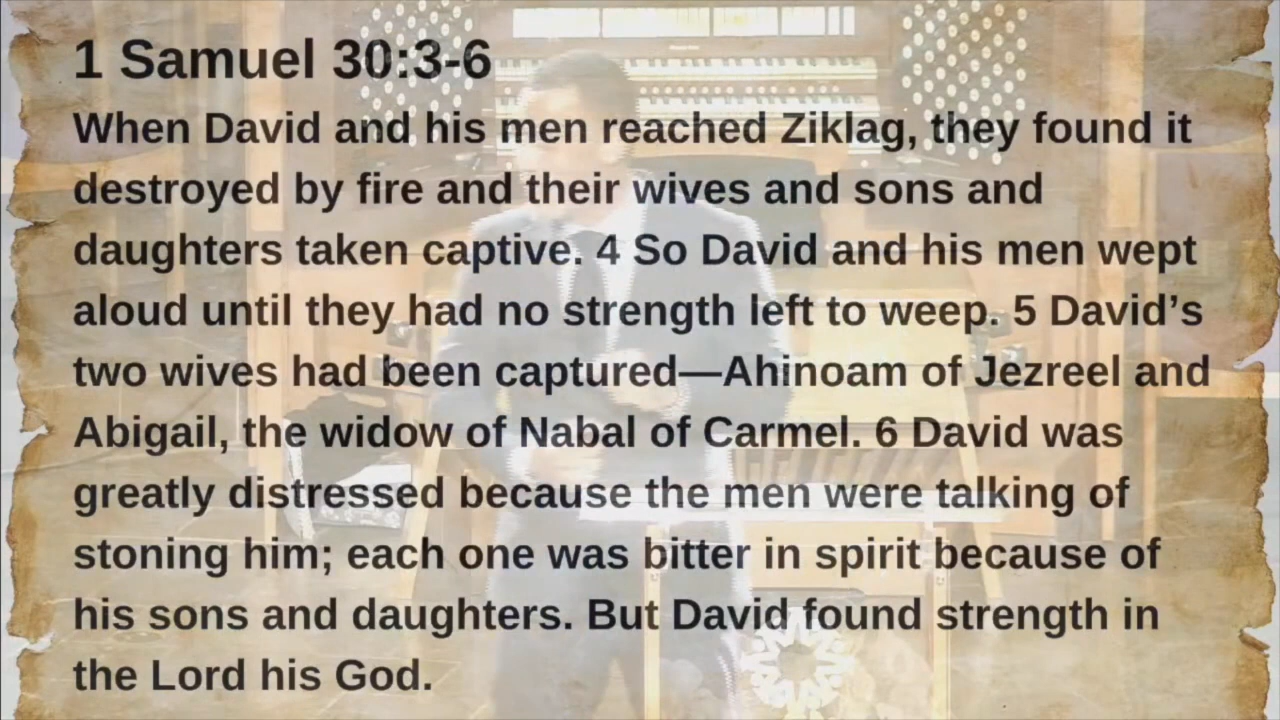 1 Samuel 30:3-6
When David and his men reached Ziklag, they found it
destroyed by fire and their wives and sons and
daughters taken captive. 4 So David and his men wept
aloud until they had no strength left to weep. 5 David’s
two wives had been captured—Ahinoam of Jezreel and
Abigail, the widow of Nabal of Carmel. 6 David was
greatly distressed because the men were talking of
stoning him; each one was bitter in spirit because of
his sons and daughters. But David found strength in
the Lord his God.